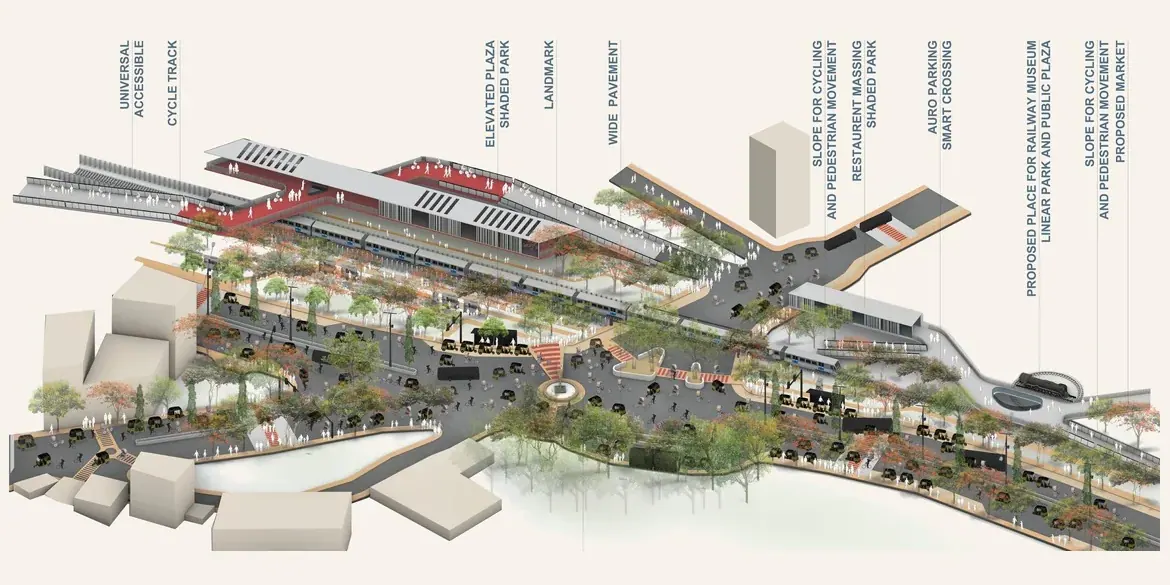 UNIVERSAL
ACCESSIBLE
CYCLE TRACK
ELEVATED PLAZA
SHADED PARK
LANDMARK
WIDE PAVEMENT
SLOPE FOR CYCLING
AND PEDESTRIAN MOVEMENT
RESTAURENT MASSING
SHADED PARK
AURO PARKING
SMART CROSSING
PROPOSED PLACE FOR RAILWAY MUSEUM
LINEAR PARK AND PUBLIC PLAZA
SLOPE FOR CYCLING
AND PEDESTRIAN MOVEMENT
PROPOSED MARKET